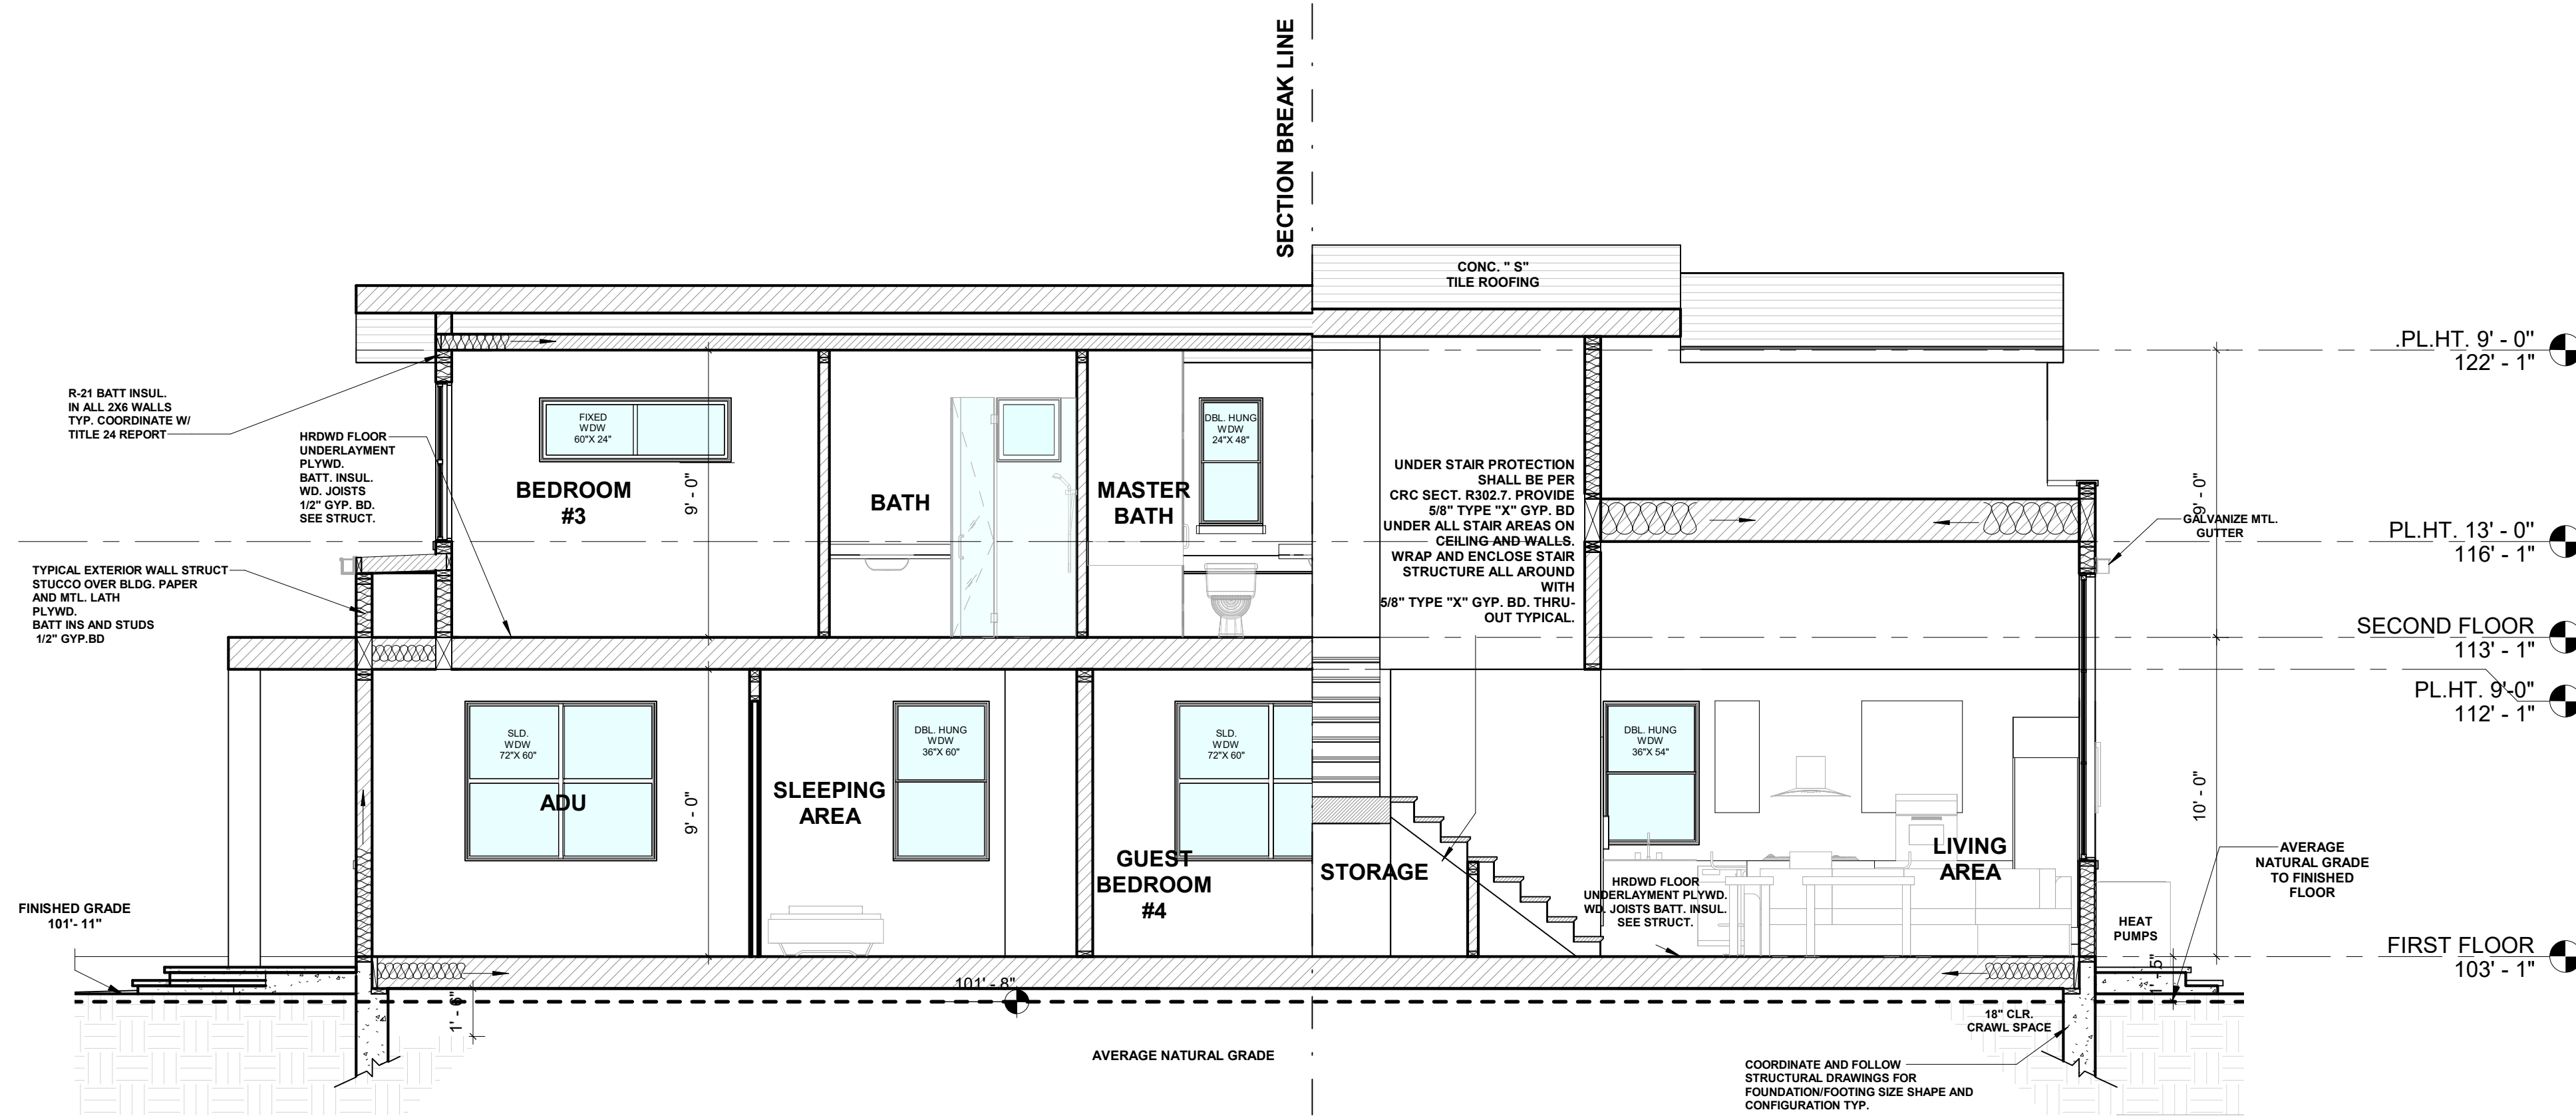 SECTION BREAK LINE
CONC. " S"
TILE ROOFING
.PL.HT. 9' - 0"
122' - 1"
R-21 BATT INSUL.
IN ALL 2X6 WALLS
TYP. COORDINATE W/
TITLE 24 REPORT
HRDWD FLOOR
UNDERLAYMENT
PLYWD.
BATT. INSUL.
WD. JOISTS
1/2" GYP. BD.
SEE STRUCT.
FIXED
WDW
60"X 24"
BEDROOM
#3
9' - 0"
BATH
MASTER
BATH
DBL. HUNG
WDW
24"X 48"
UNDER STAIR PROTECTION
SHALL BE PER
CRC SECT. R302.7. PROVIDE
5/8" TYPE "X" GYP. BD
UNDER ALL STAIR AREAS ON
CEILING AND WALLS.
WRAP AND ENCLOSE STAIR
STRUCTURE ALL AROUND
WITH
5/8" TYPE "X" GYP. BD. THRU-
OUT TYPICAL.
9' - 0"
GALVANIZE MTL.
GUTTER
PL.HT. 13' - 0"
116' - 1"
TYPICAL EXTERIOR WALL STRUCT
STUCCO OVER BLDG. PAPER
AND MTL. LATH
PLYWD.
BATT INS AND STUDS
1/2" GYP.BD
SECOND FLOOR
113' - 1"
PL.HT. 9'-0"
112' - 1"
SLD.
WDW
72"X 60"
ADU
9' - 0"
SLEEPING
AREA
DBL. HUNG
WDW
36"X 60"
SLD.
WDW
72"X 60"
GUEST
BEDROOM
#4
STORAGE
DBL. HUNG
WDW
36"X 54"
HRDWD FLOOR
UNDERLAYMENT PLYWD.
WD. JOISTS BATT. INSUL.
SEE STRUCT.
LIVING
AREA
10' - 0"
AVERAGE
NATURAL GRADE
TO FINISHED
FLOOR
HEAT
PUMPS
FINISHED GRADE
101'- 11"
FIRST FLOOR
103' - 1"
1' - 5"
101' - 8"
1' - 6"
18" CLR.
CRAWL SPACE
AVERAGE NATURAL GRADE
COORDINATE AND FOLLOW
STRUCTURAL DRAWINGS FOR
FOUNDATION/FOOTING SIZE SHAPE AND
CONFIGURATION TYP.